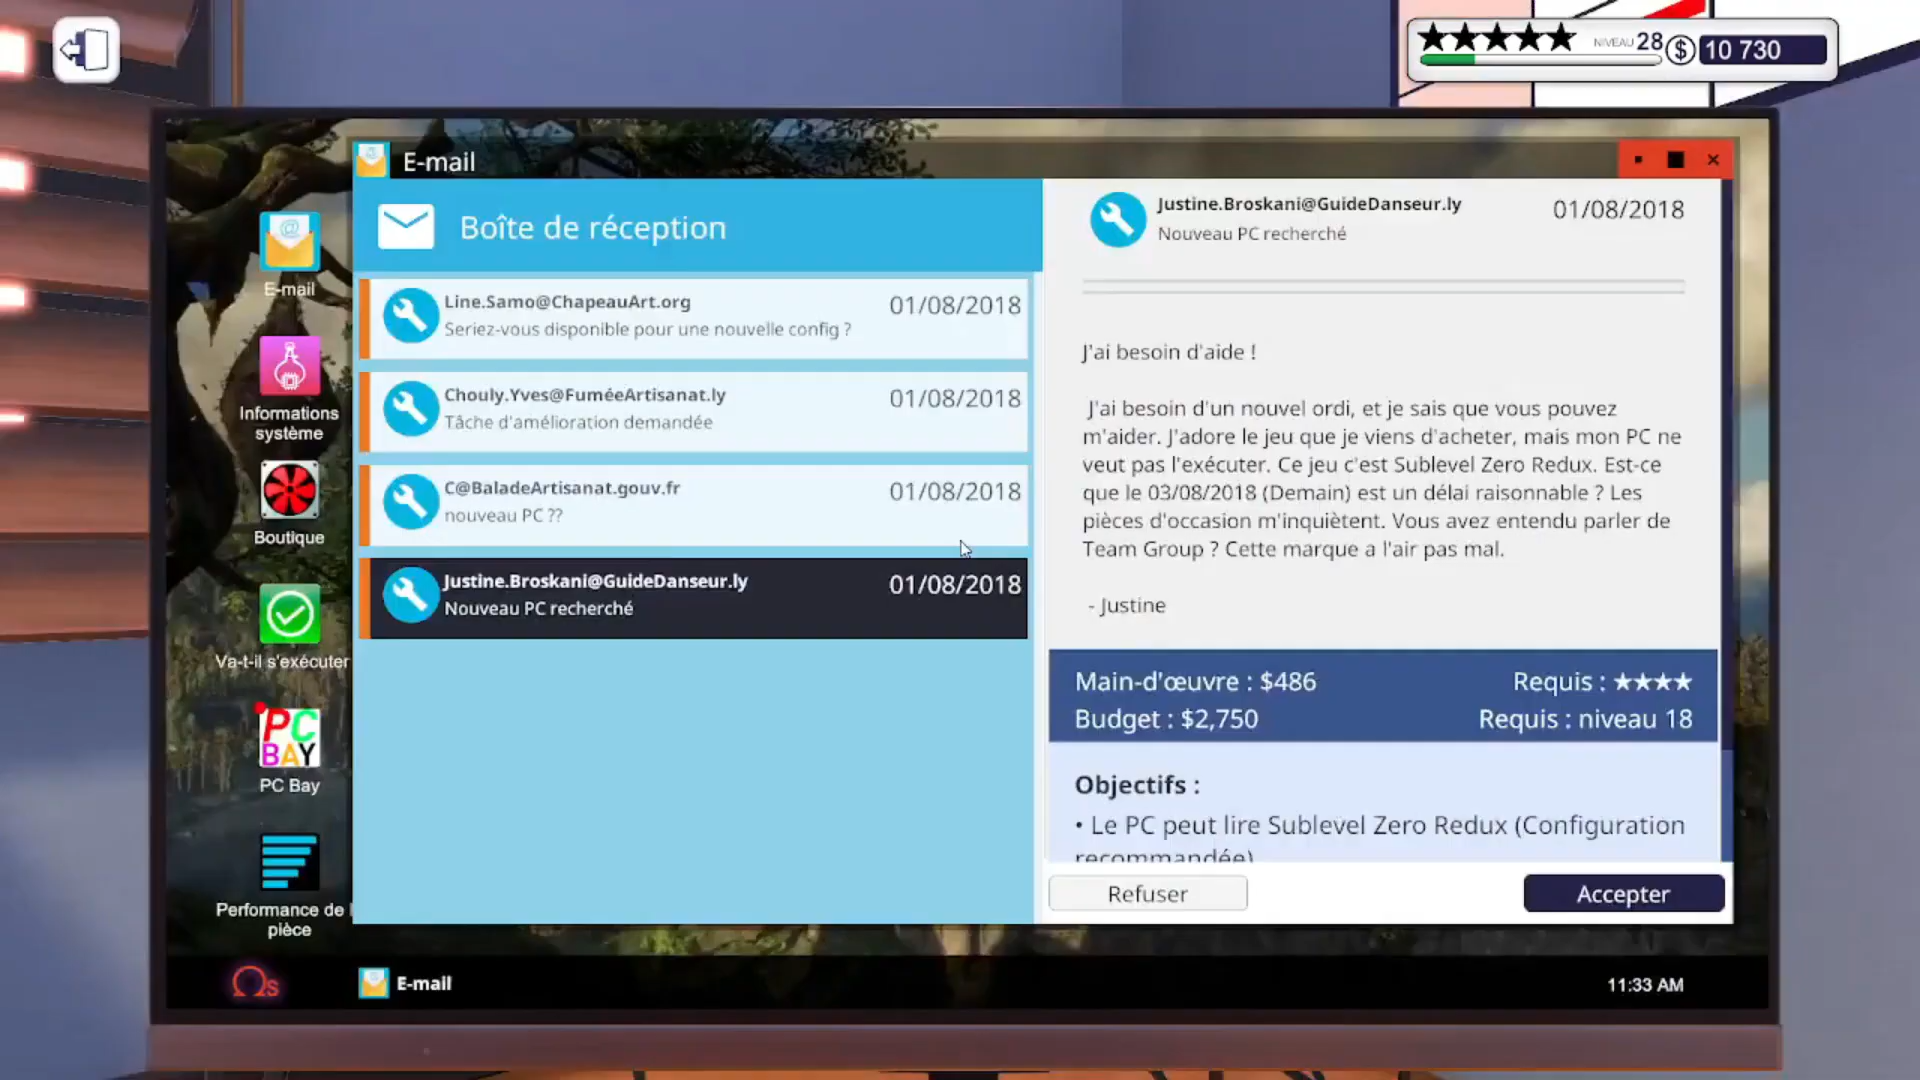 NIVEAU 28 $ 10 730
E-mail
Boîte de réception
Line.Samo@ChapeauArt.org 01/08/2018
Seriez-vous disponible pour une nouvelle config ?
Chouly.Yves@FuméeArtisanat.ly 01/08/2018
Tâche d'amélioration demandée
C@BaladeArtisanat.gouv.fr 01/08/2018
nouveau PC ??
Justine.Broskani@GuideDanseur.ly 01/08/2018
Nouveau PC recherché
Justine.Broskani@GuideDanseur.ly 01/08/2018
Nouveau PC recherché
J'ai besoin d'aide !
J'ai besoin d'un nouvel ordi, et je sais que vous pouvez
m'aider. J'adore le jeu que je viens d'acheter, mais mon PC ne
veut pas l'exécuter. Ce jeu c'est Sublevel Zero Redux. Est-ce
que le 03/08/2018 (Demain) est un délai raisonnable ? Les
pièces d'occasion m'inquiètent. Vous avez entendu parler de
Team Group ? Cette marque a l'air pas mal.
- Justine
Main-d'œuvre : $486 Requis : ★★★★
Budget : $2,750 Requis : niveau 18
Objectifs :
• Le PC peut lire Sublevel Zero Redux (Configuration
recommandée)
Refuser
Accepter
E-mail
Informations
système
Boutique
Va-t-il s'exécuter
PC
BAY
PC Bay
Performance de
pièce
Ωs
E-mail
11:33 AM